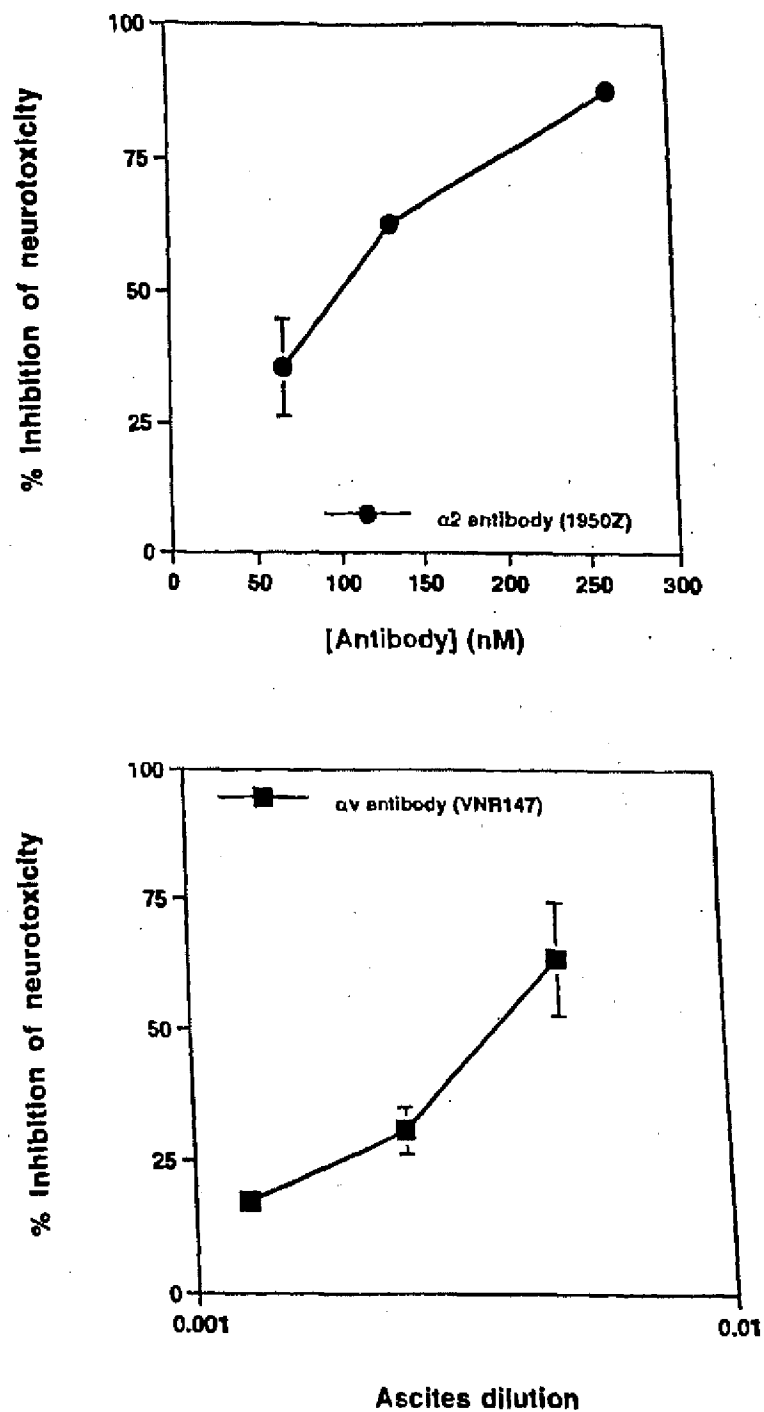 100
75
50
25
0
% Inhibition of neurotoxicity
α2 antibody (1950Z)
0 50 100 150 200 250 300
[Antibody] (nM)
100
75
50
25
0
% Inhibition of neurotoxicity
αv antibody (VNR147)
0.001 0.01
Ascites dilution